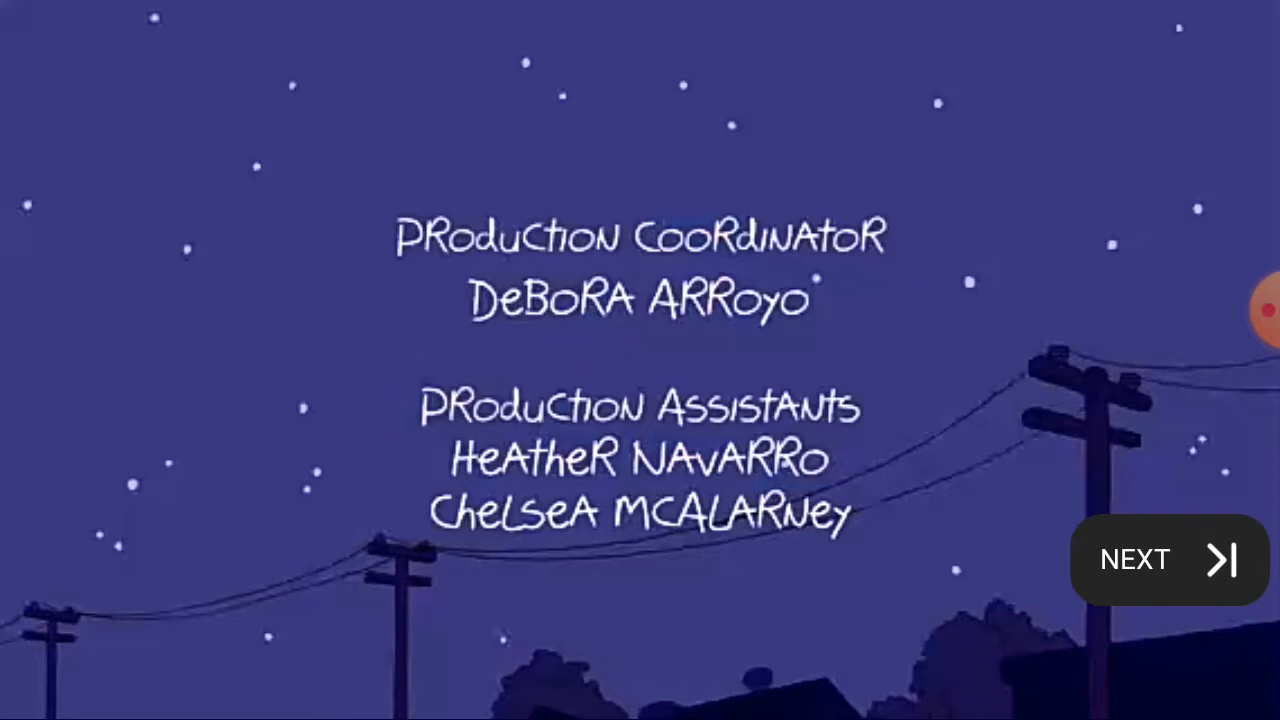 PRoduCtioN CooRdiNAtoR
DeBoRA ARRoyo
PRoduCtioN AssistANts
HeAtheR NAvARRo
CheLseA MCALARNey
NEXT